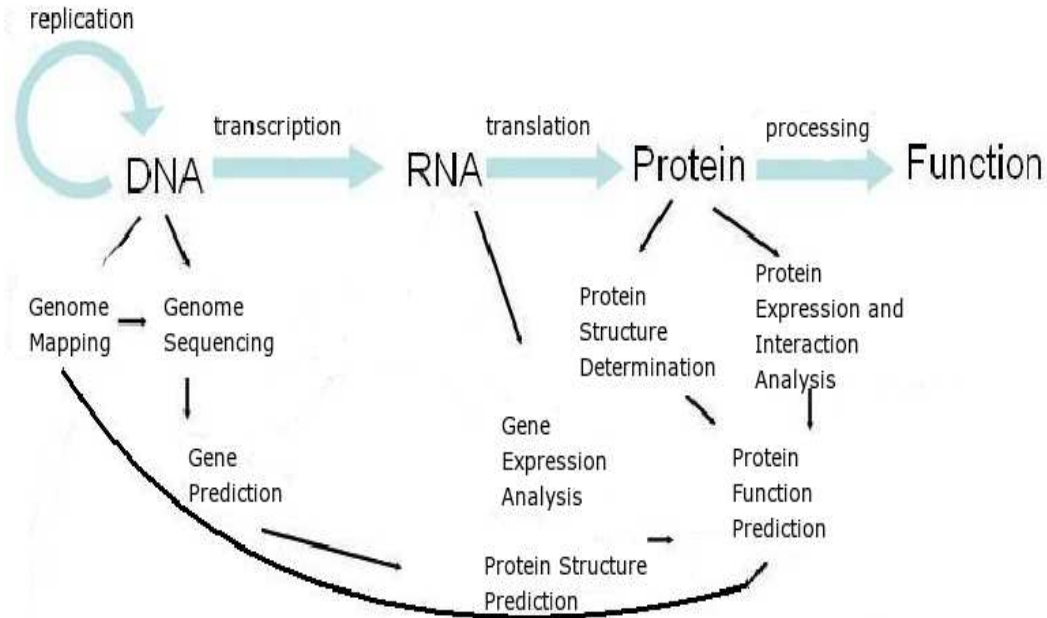 replication
transcription
translation
processing
DNA
RNA
Protein
Function
Genome
Mapping
Genome
Sequencing
Protein
Structure
Determination
Protein
Expression and
Interaction
Analysis
Gene
Prediction
Gene
Expression
Analysis
Protein
Function
Prediction
Protein Structure
Prediction